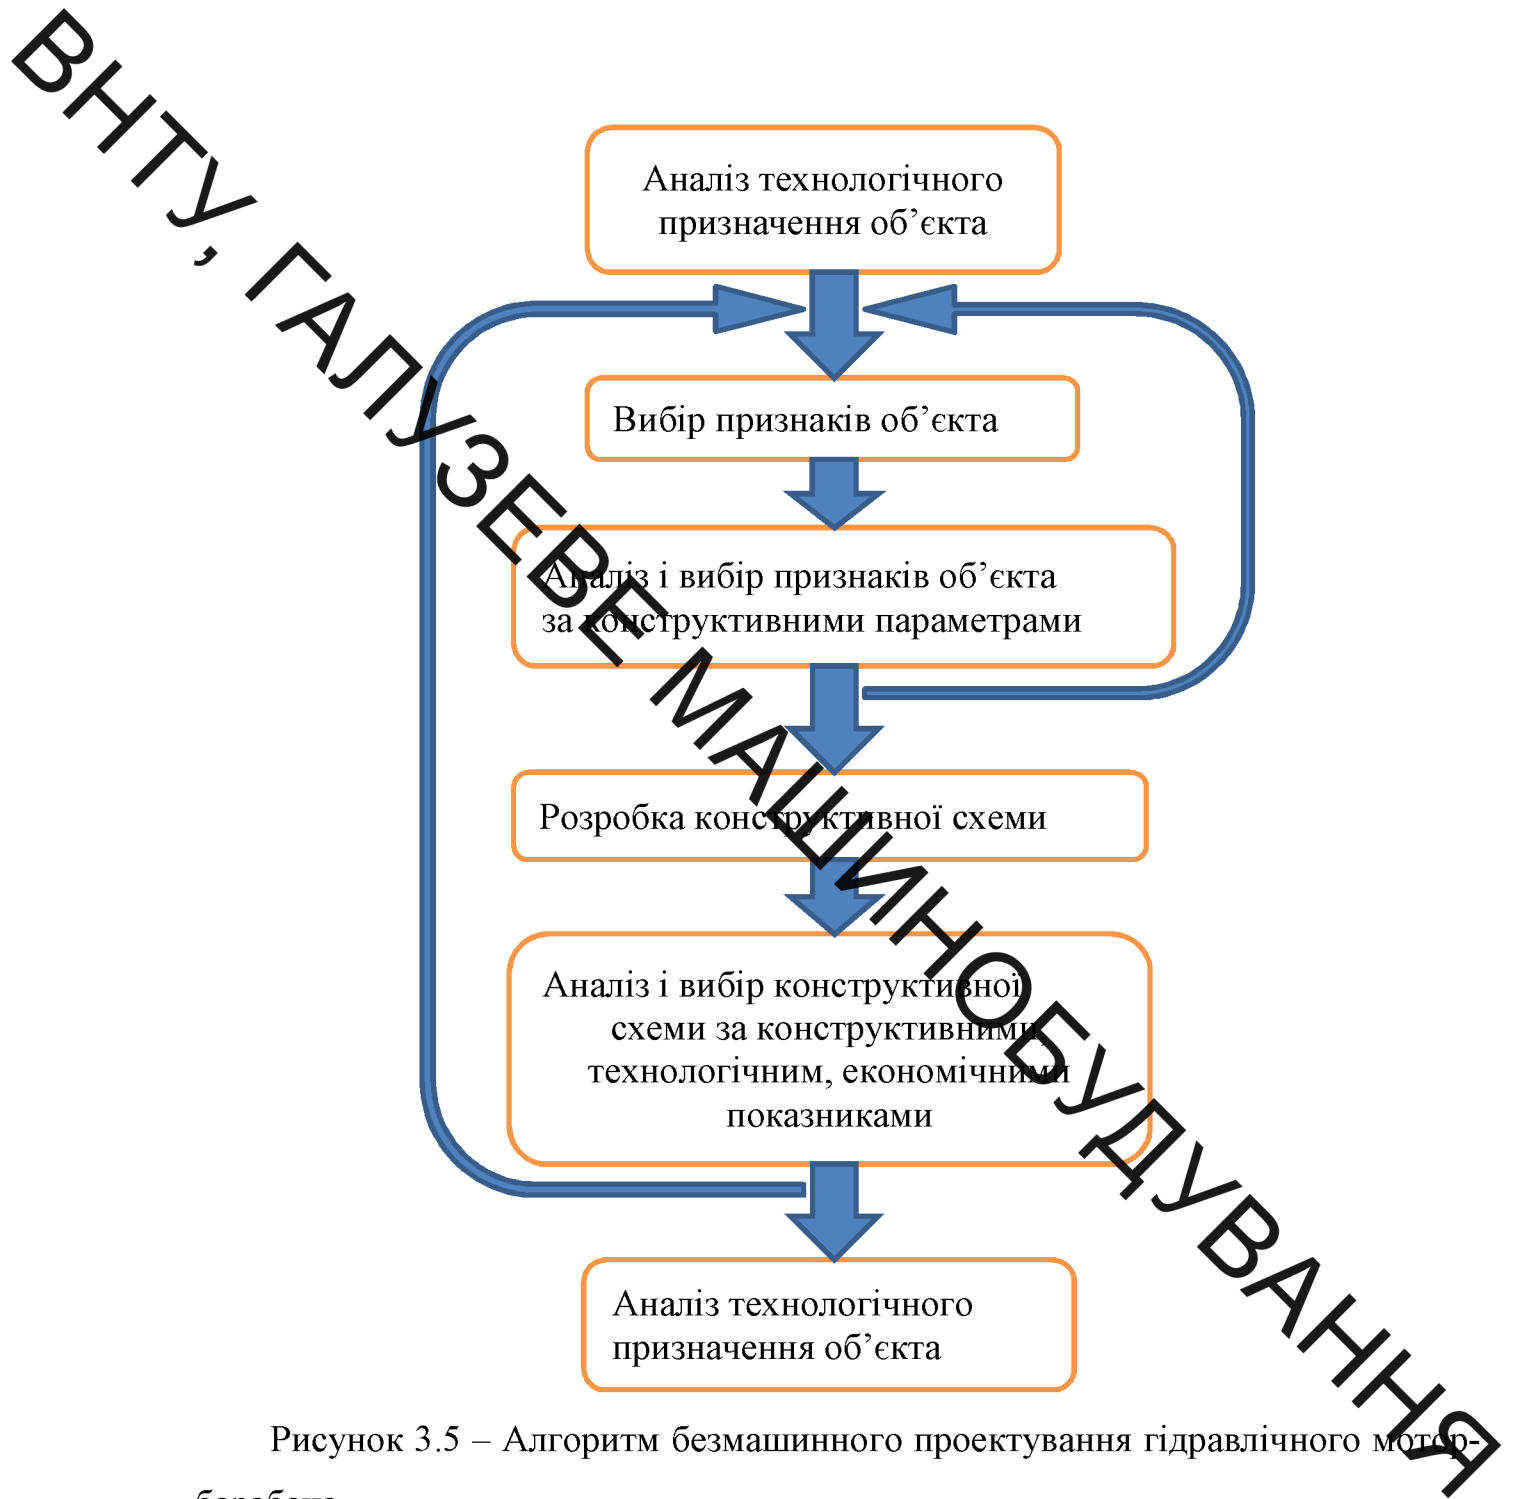 ВНТУ, ГАЛУЗЕВЕ МАШИНОБУДУВАННЯ
Аналіз технологічного
призначення об’єкта
Вибір признаків об’єкта
Аналіз і вибір признаків об’єкта
за конструктивними параметрами
Розробка конструктивної схеми
Аналіз і вибір конструктивної
схеми за конструктивними,
технологічним, економічними
показниками
Аналіз технологічного
призначення об’єкта
Рисунок 3.5 – Алгоритм безмашинного проектування гідравлічного мотор-